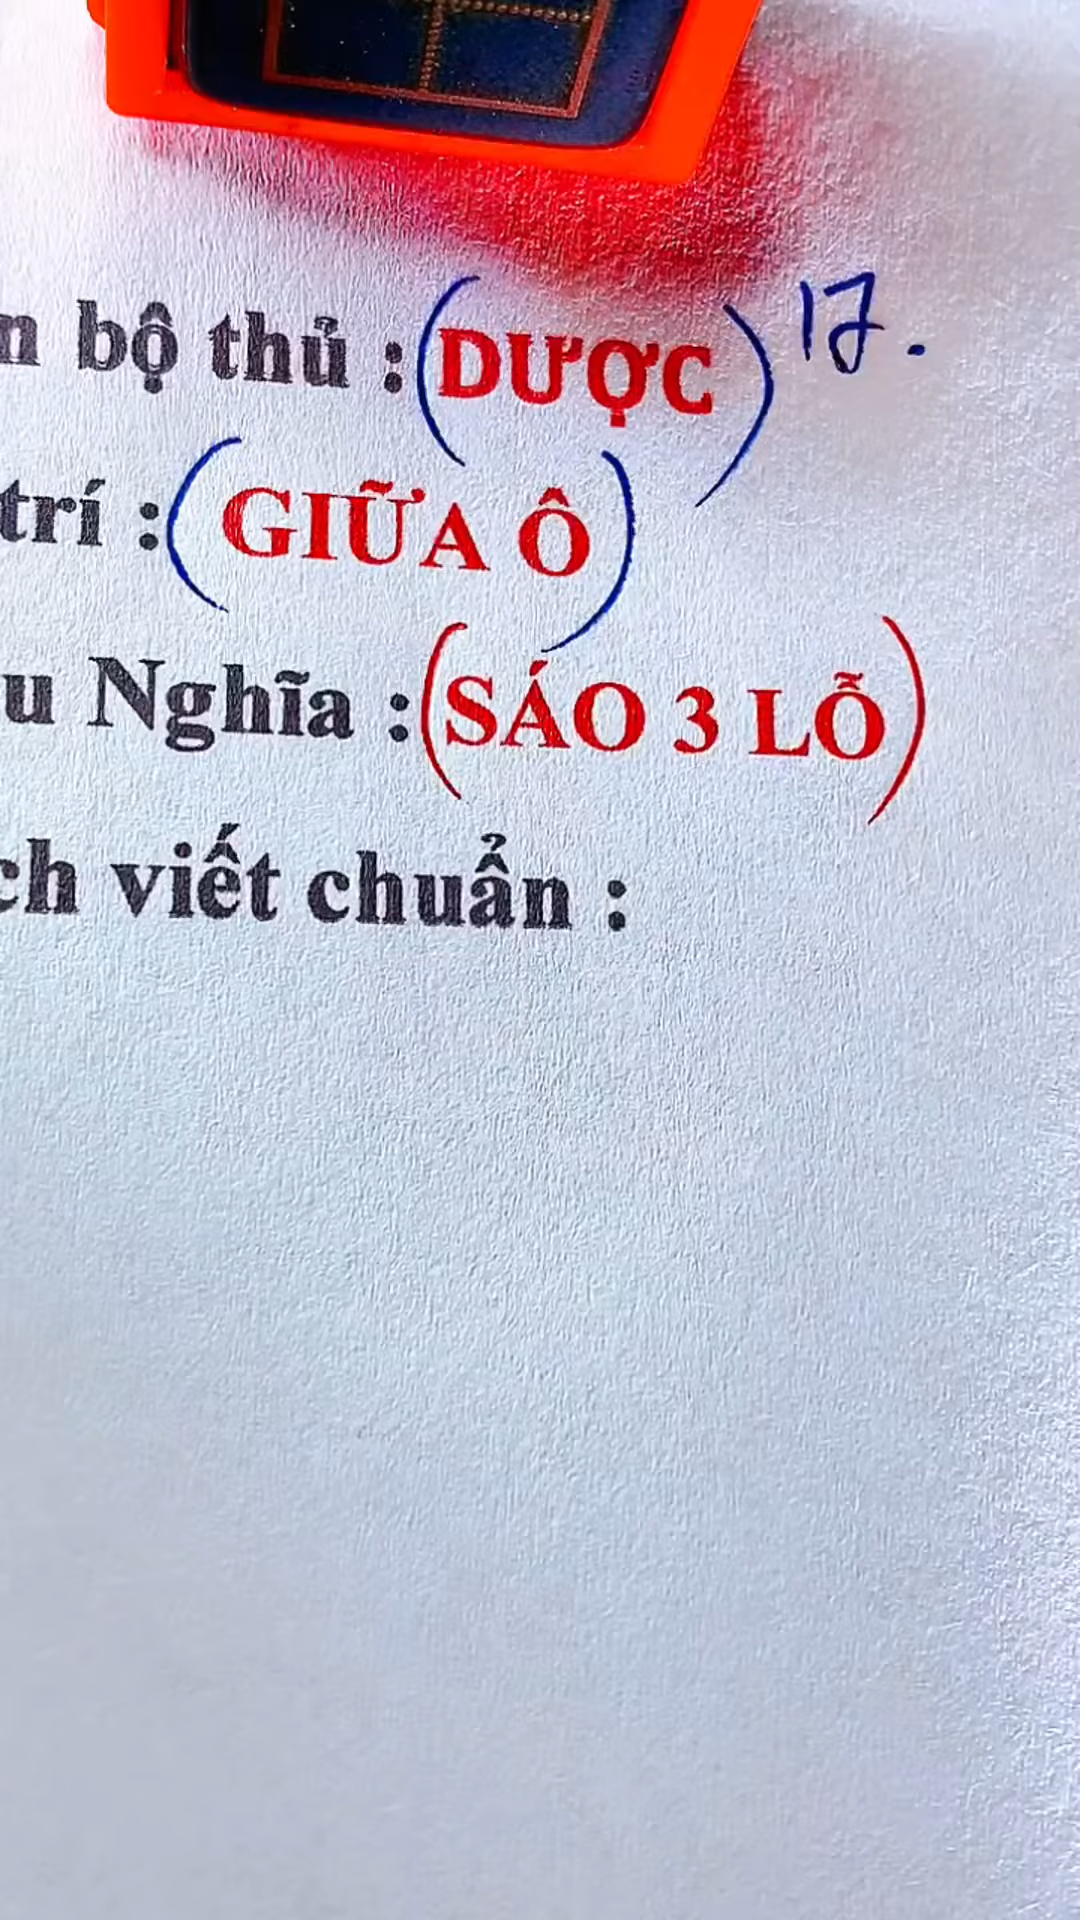 n bộ thủ : (DƯỢC) 17.
trí : (GIỮA Ô)
u Nghĩa : (SÁO 3 LỖ)
ch viết chuẩn :